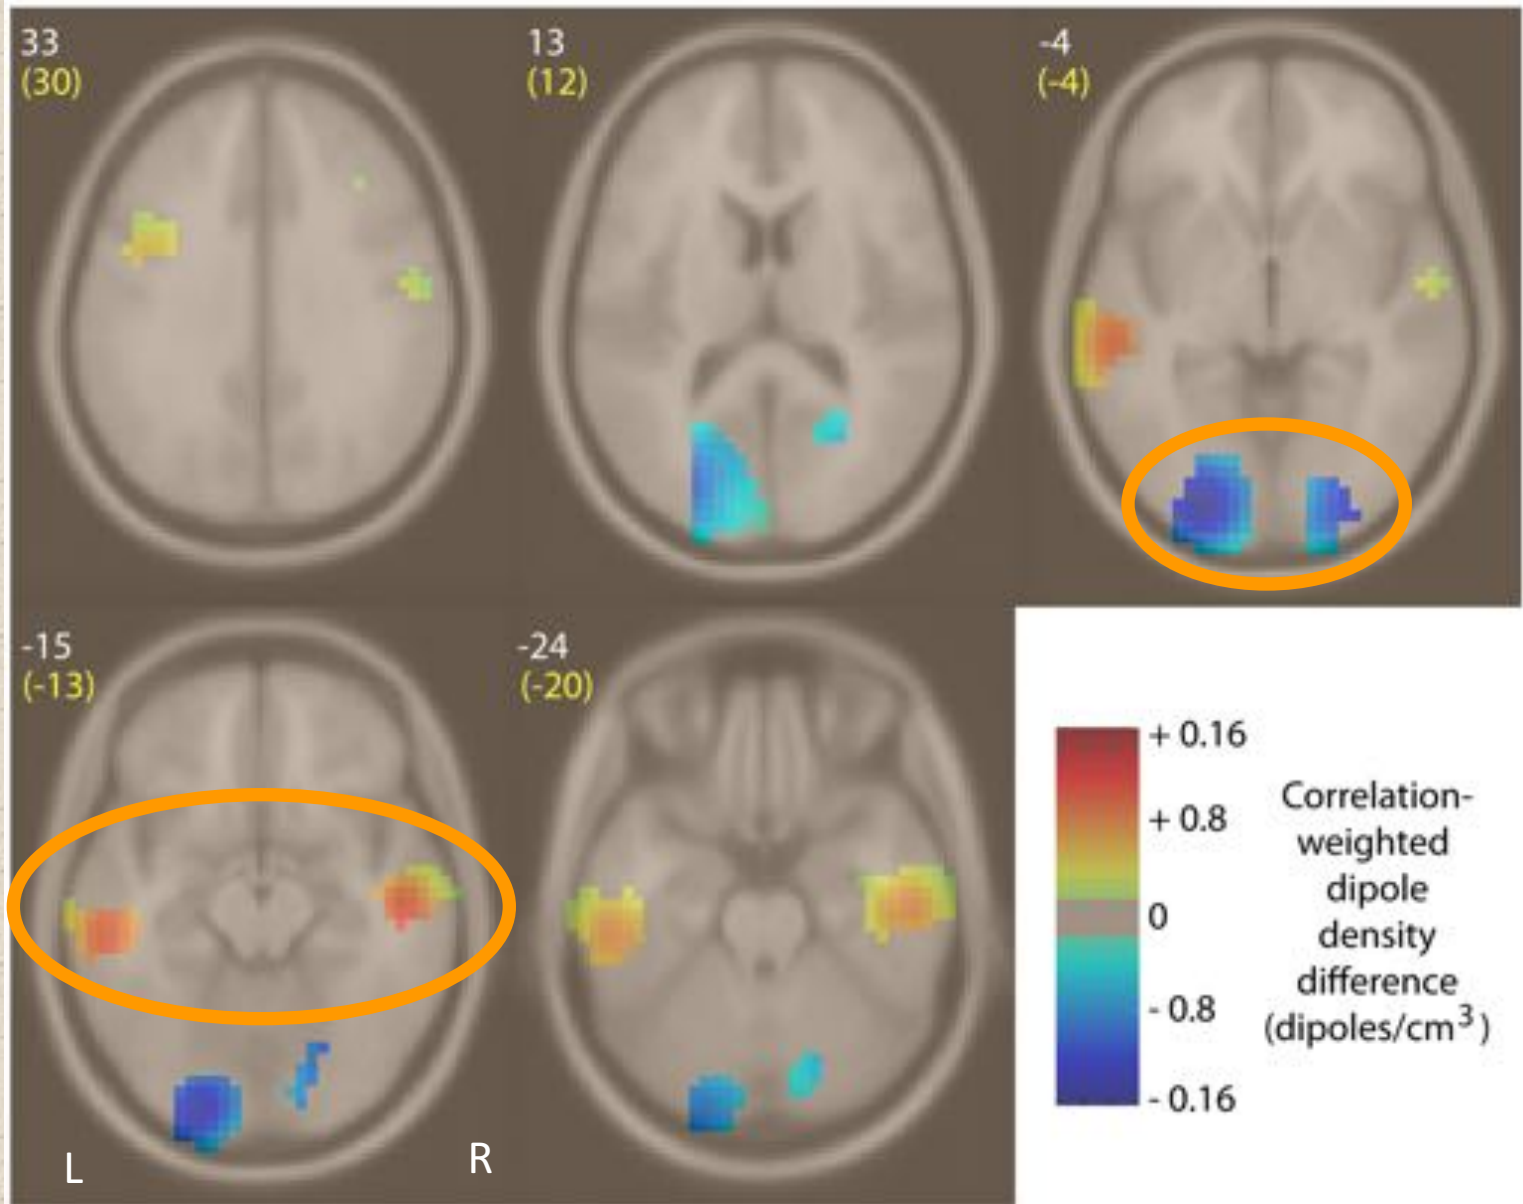 33
(30)
13
(12)
-4
(-4)
-15
(-13)
-24
(-20)
L
R
+ 0.16
+ 0.8
0
- 0.8
- 0.16
Correlation-
weighted
dipole
density
difference
(dipoles/cm³)